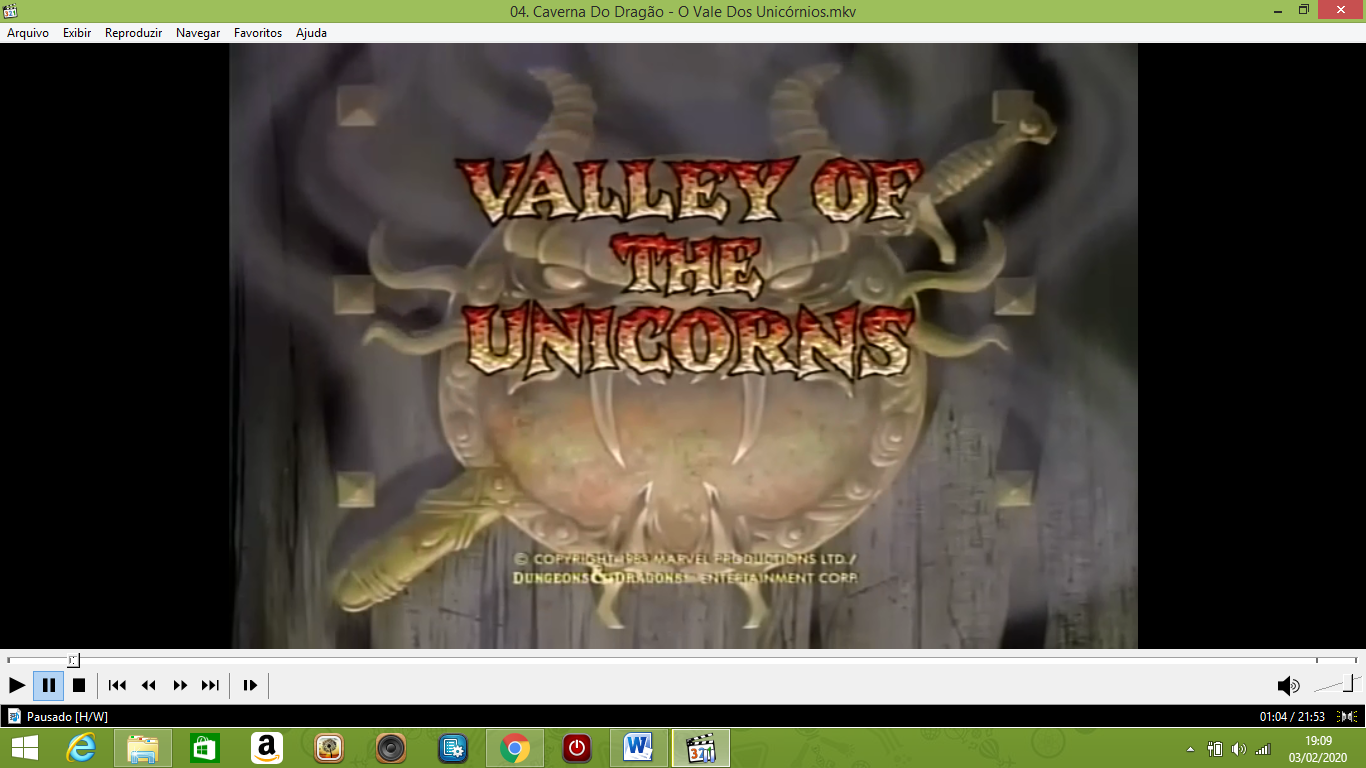 04. Caverna Do Dragão - O Vale Dos Unicórnios.mkv
Arquivo Exibir Reproduzir Navegar Favoritos Ajuda
VALLEY OF
THE
UNICORNS
© COPYRIGHT 1983 MARVEL PRODUCTIONS LTD./
DUNGEONS & DRAGONS ENTERTAINMENT CORP.
Pausado [H/W]
01:04 / 21:53
19:09
03/02/2020